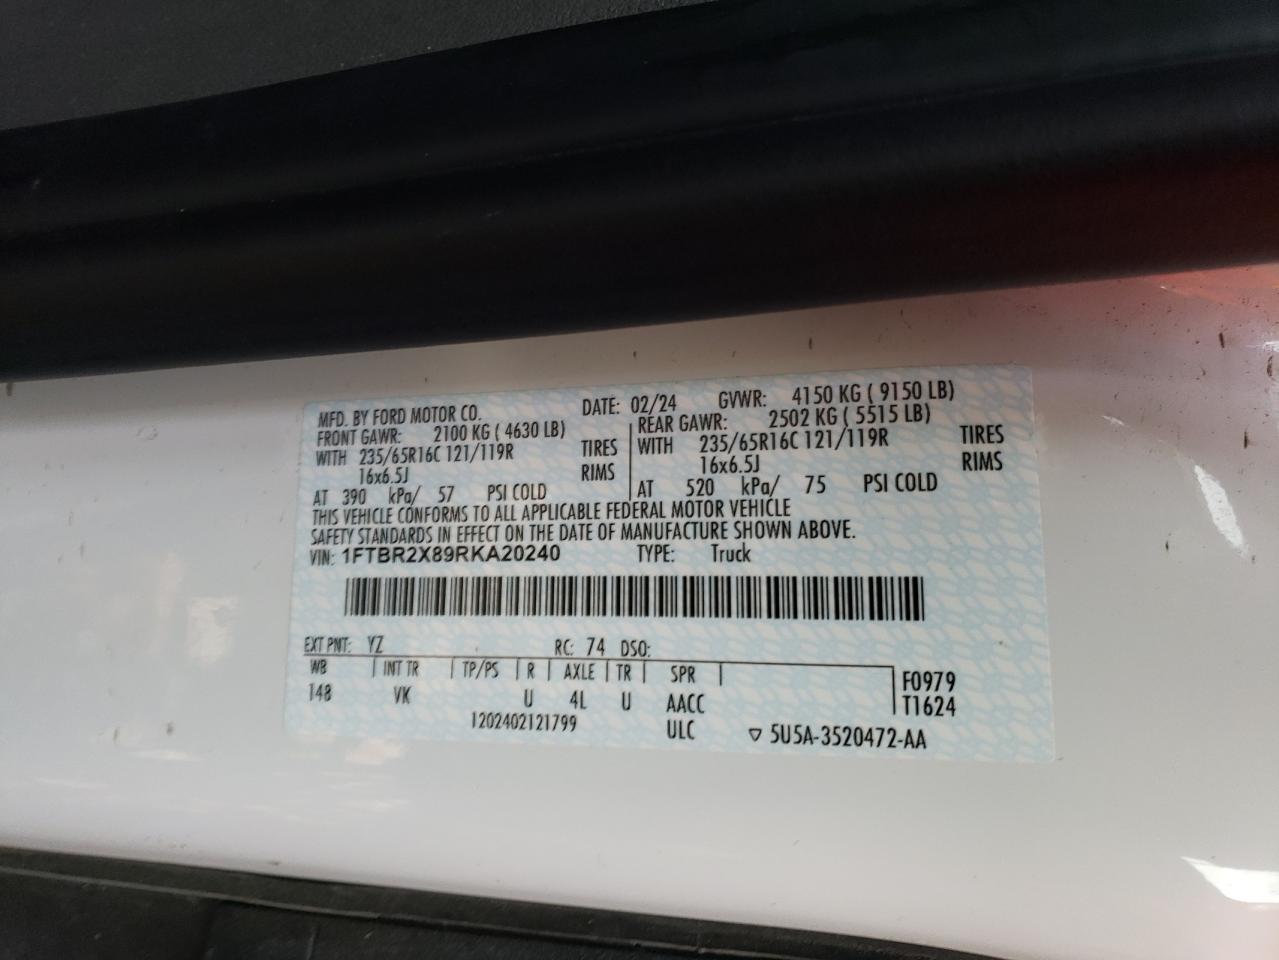 MFD. BY FORD MOTOR CO. DATE: 02/24 GVWR: 4150 KG ( 9150 LB)
FRONT GAWR: 2100 KG ( 4630 LB) REAR GAWR: 2502 KG ( 5515 LB)
WITH 235/65R16C 121/119R TIRES WITH 235/65R16C 121/119R TIRES
16x6.5J RIMS 16x6.5J RIMS
AT 390 kPa/ 57 PSI COLD AT 520 kPa/ 75 PSI COLD
THIS VEHICLE CONFORMS TO ALL APPLICABLE FEDERAL MOTOR VEHICLE
SAFETY STANDARDS IN EFFECT ON THE DATE OF MANUFACTURE SHOWN ABOVE.
VIN: 1FTBR2X89RKA20240 TYPE: Truck
EXT PNT: YZ RC: 74 DSO:
WB INT TR TP/PS R AXLE TR SPR F0979
148 VK U 4L U AACC T1624
1202402121799 ULC ▽ 5U5A-3520472-AA